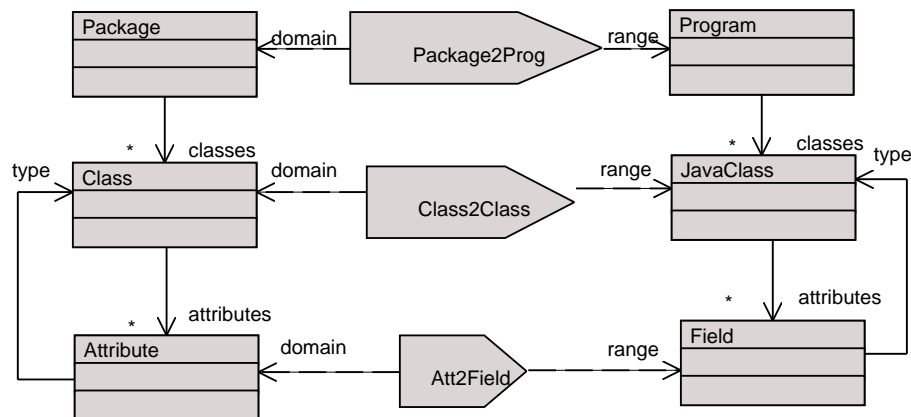 Package
domain
Package2Prog
range
Program
*
classes
*
classes
type
Class
domain
Class2Class
range
JavaClass
type
*
attributes
*
attributes
Attribute
domain
Att2Field
range
Field